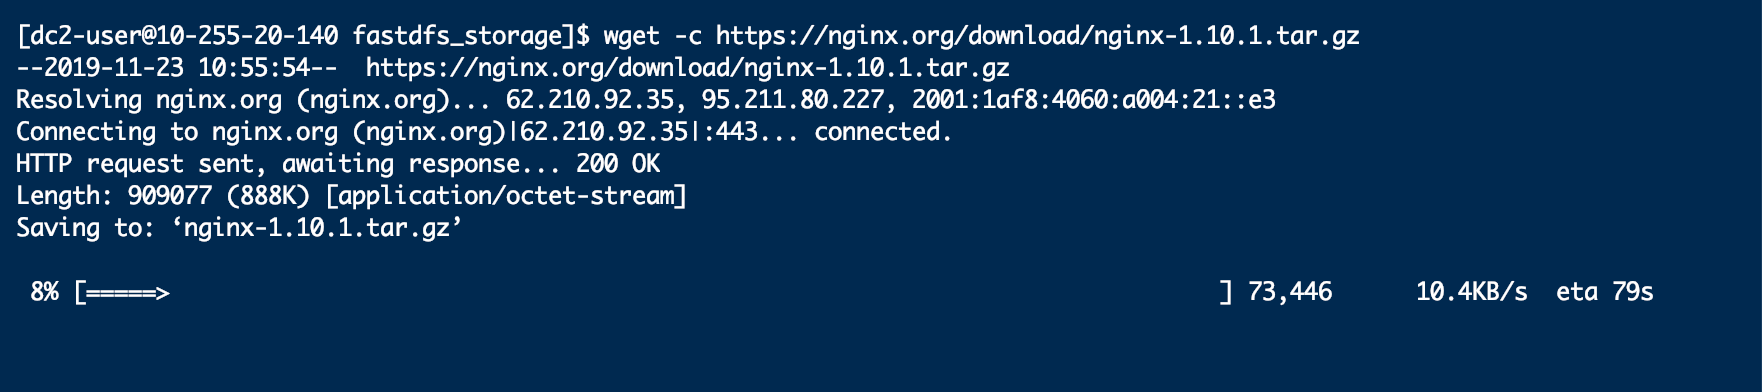 [dc2-user@10-255-20-140 fastdfs_storage]$ wget -c https://nginx.org/download/nginx-1.10.1.tar.gz
--2019-11-23 10:55:54--  https://nginx.org/download/nginx-1.10.1.tar.gz
Resolving nginx.org (nginx.org)... 62.210.92.35, 95.211.80.227, 2001:1af8:4060:a004:21::e3
Connecting to nginx.org (nginx.org)|62.210.92.35|:443... connected.
HTTP request sent, awaiting response... 200 OK
Length: 909077 (888K) [application/octet-stream]
Saving to: ‘nginx-1.10.1.tar.gz’
8% [=====>                                                                           ] 73,446      10.4KB/s  eta 79s